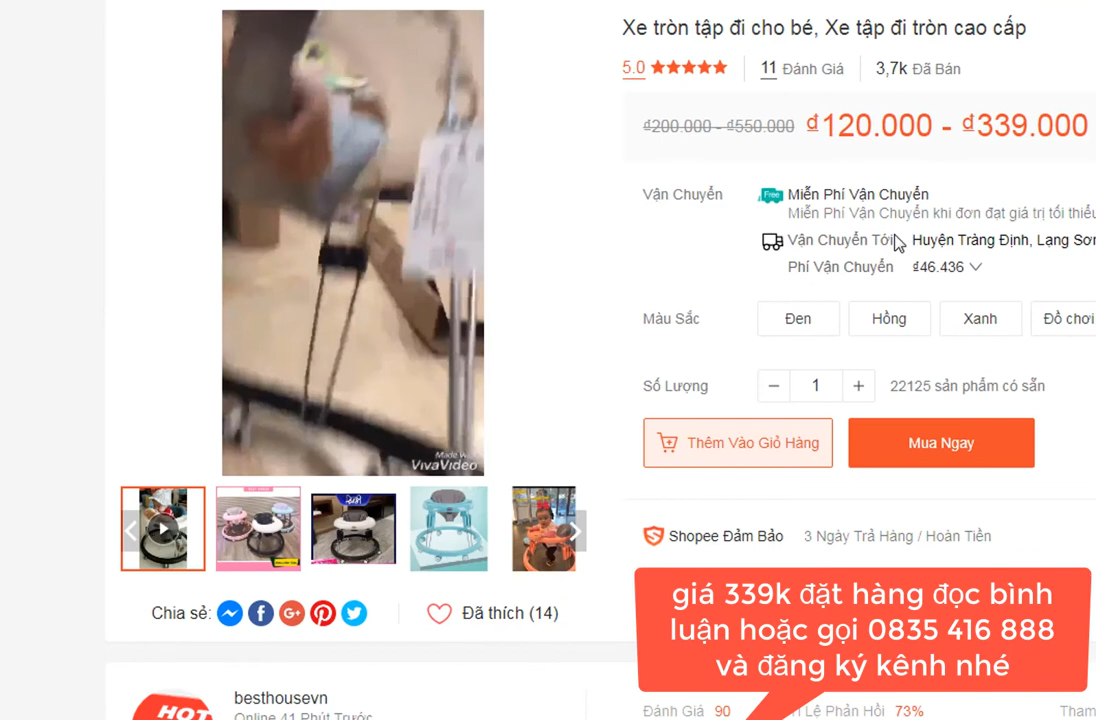 Xe tròn tập đi cho bé, Xe tập đi tròn cao cấp
5.0 11 Đánh Giá 3,7k Đã Bán
₫200.000 - ₫550.000 ₫120.000 - ₫339.000
Vận Chuyển Free Miễn Phí Vận Chuyển
Miễn Phí Vận Chuyển khi đơn đạt giá trị tối thiểu
Vận Chuyển Tới Huyện Tràng Định, Lạng Sơn
Phí Vận Chuyển ₫46.436
Màu Sắc Đen Hồng Xanh Đồ chơi
Số Lượng 1 22125 sản phẩm có sẵn
Thêm Vào Giỏ Hàng Mua Ngay
VivaVideo
Shopee Đảm Bảo 3 Ngày Trả Hàng / Hoàn Tiền
Chia sẻ: Đã thích (14)
giá 339k đặt hàng đọc bình
luận hoặc gọi 0835 416 888
và đăng ký kênh nhé
besthousevn
HOT
Online 41 Phút Trước
Đánh Giá 90 Lệ Phản Hồi 73% Tham